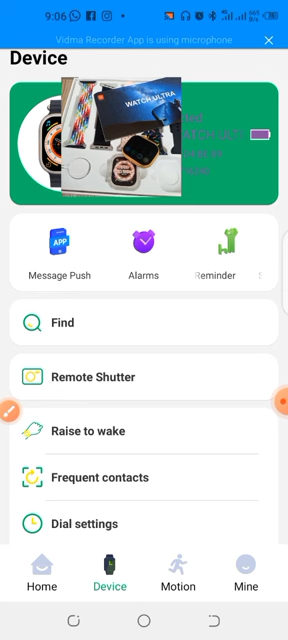 9:06
Vidma Recorder App is using microphone
Device
WATCH ULTRA
APP
Message Push
Alarms
Reminder
Find
Remote Shutter
Raise to wake
Frequent contacts
Dial settings
Home
Device
Motion
Mine